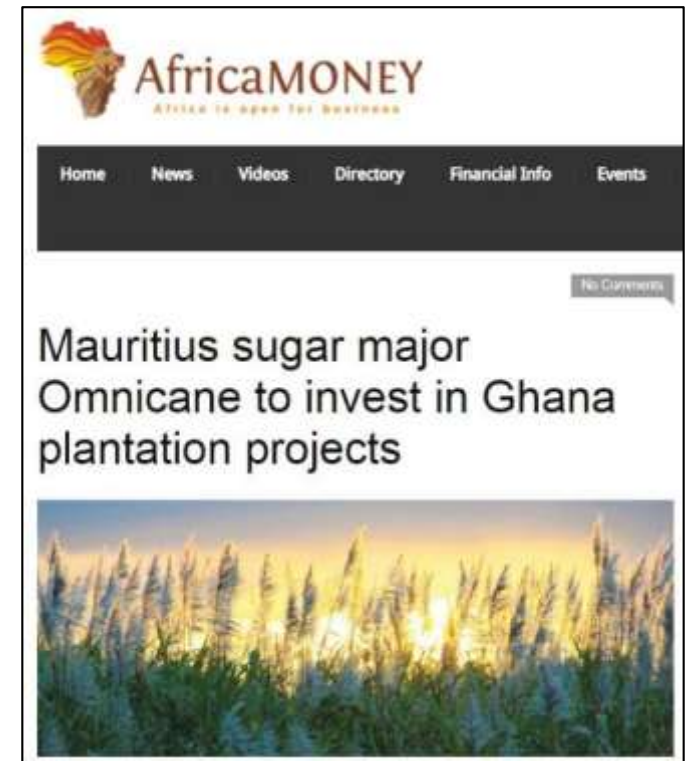 AfricaMONEY
Africa is open for business
Home News Videos Directory Financial Info Events
No Comments
Mauritius sugar major
Omnicane to invest in Ghana
plantation projects